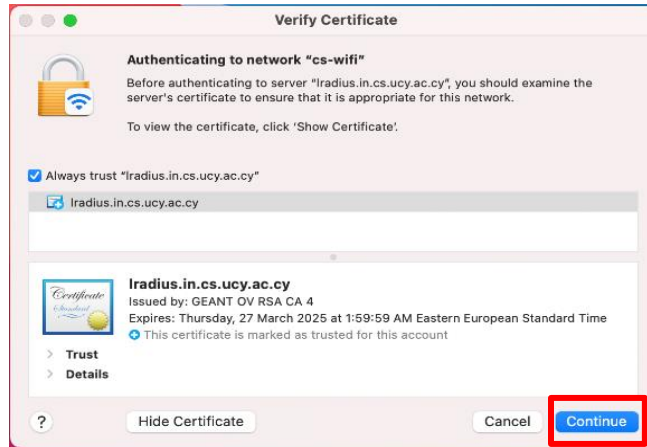 Verify Certificate
Authenticating to network "cs-wifi"
Before authenticating to server "lradius.in.cs.ucy.ac.cy", you should examine the
server's certificate to ensure that it is appropriate for this network.
To view the certificate, click 'Show Certificate'.
Always trust "lradius.in.cs.ucy.ac.cy"
lradius.in.cs.ucy.ac.cy
Certificate
Standard
lradius.in.cs.ucy.ac.cy
Issued by: GEANT OV RSA CA 4
Expires: Thursday, 27 March 2025 at 1:59:59 AM Eastern European Standard Time
This certificate is marked as trusted for this account
> Trust
> Details
?
Hide Certificate
Cancel
Continue